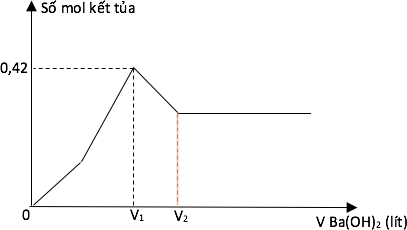 Số mol kết tủa
0,42
0
V₁
V₂
V Ba(OH)₂ (lít)